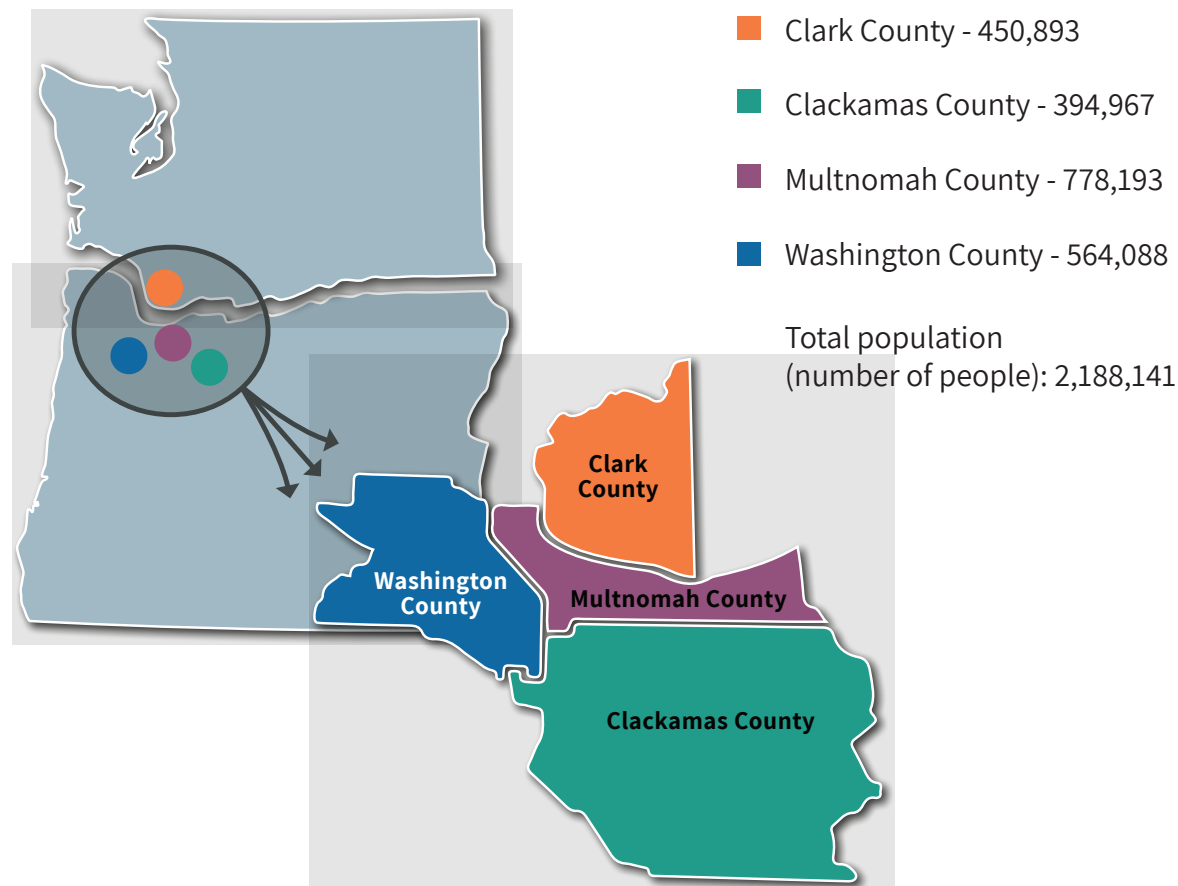 Clark County - 450,893
Clackamas County - 394,967
Multnomah County - 778,193
Washington County - 564,088
Total population
(number of people): 2,188,141
Clark
County
Washington
County
Multnomah County
Clackamas County